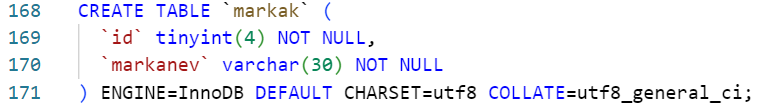 168 CREATE TABLE `markak` (
169 `id` tinyint(4) NOT NULL,
170 `markanev` varchar(30) NOT NULL
171 ) ENGINE=InnoDB DEFAULT CHARSET=utf8 COLLATE=utf8_general_ci;